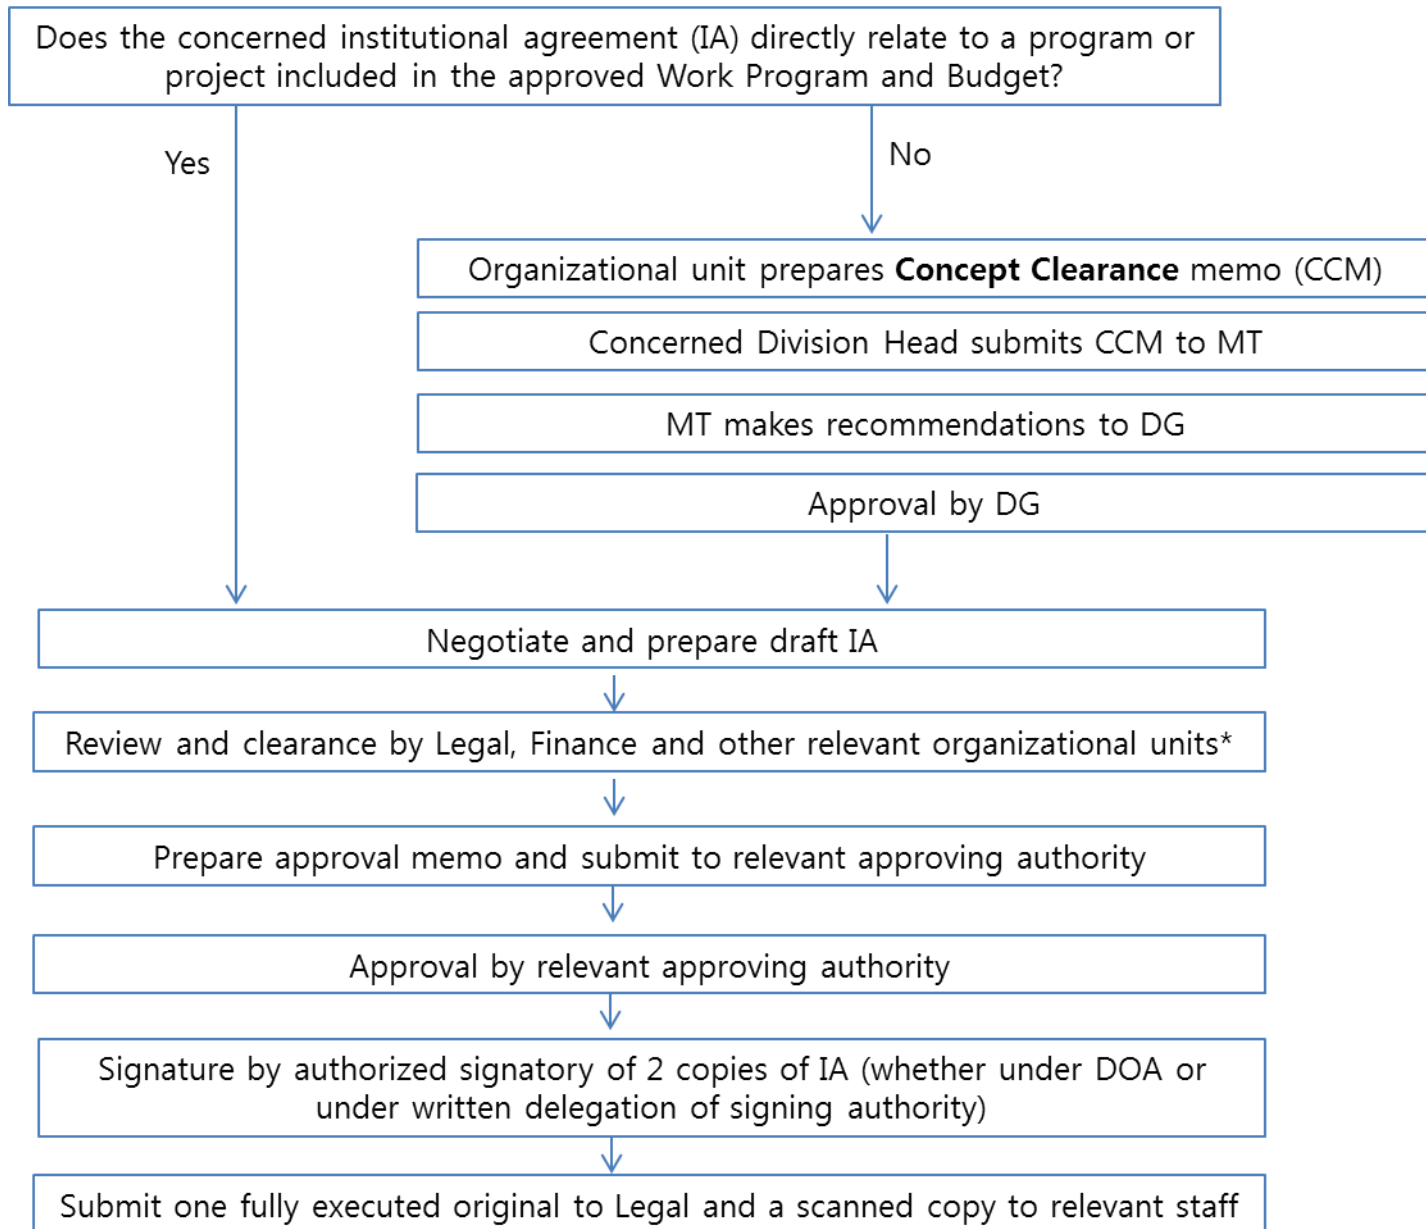 Does the concerned institutional agreement (IA) directly relate to a program or
project included in the approved Work Program and Budget?
Yes
No
Organizational unit prepares Concept Clearance memo (CCM)
Concerned Division Head submits CCM to MT
MT makes recommendations to DG
Approval by DG
Negotiate and prepare draft IA
Review and clearance by Legal, Finance and other relevant organizational units*
Prepare approval memo and submit to relevant approving authority
Approval by relevant approving authority
Signature by authorized signatory of 2 copies of IA (whether under DOA or
under written delegation of signing authority)
Submit one fully executed original to Legal and a scanned copy to relevant staff